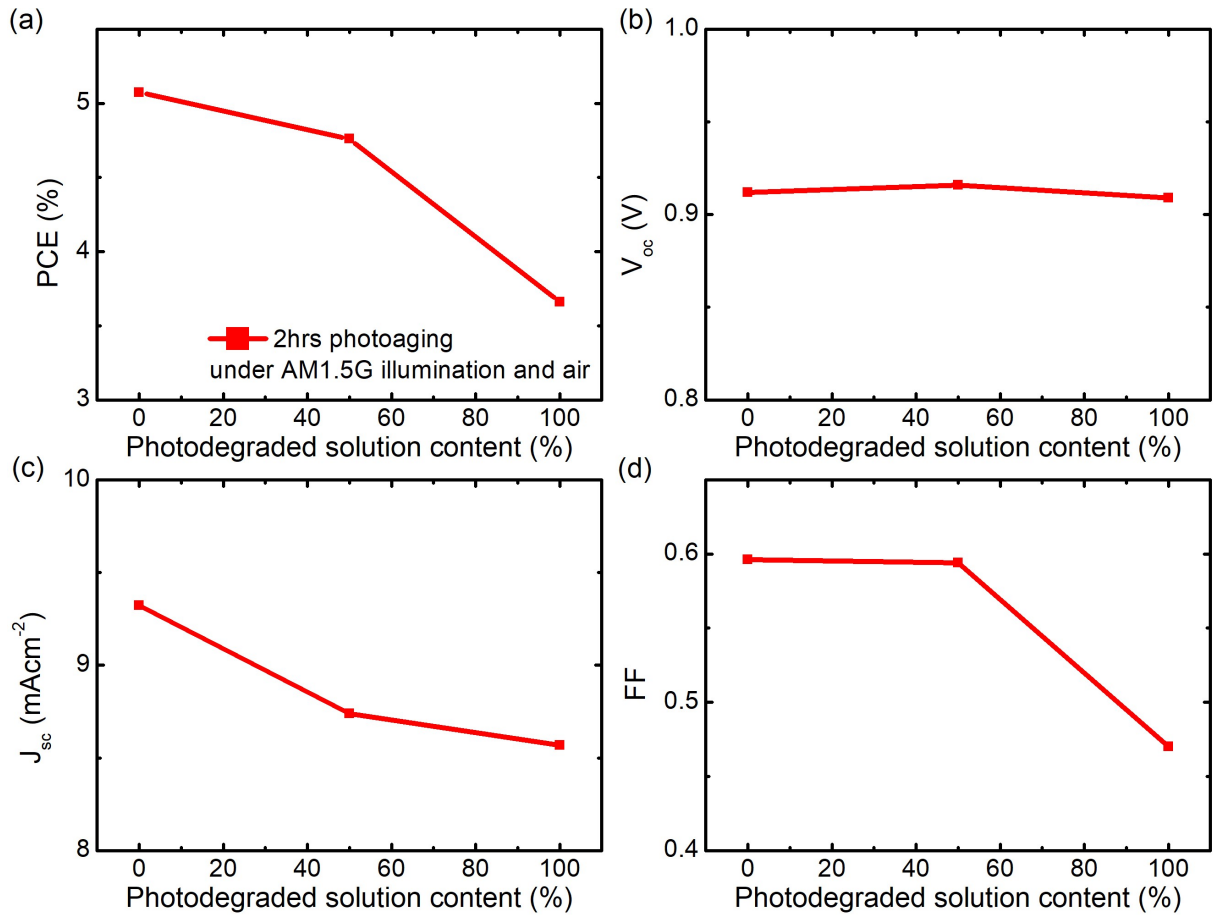 (a)
PCE (%)
5
4
3
2hrs photoaging
under AM1.5G illumination and air
0 20 40 60 80 100
Photodegraded solution content (%)
(b)
V_oc (V)
1.0
0.9
0.8
0 20 40 60 80 100
Photodegraded solution content (%)
(c)
J_sc (mAcm^-2)
10
9
8
0 20 40 60 80 100
Photodegraded solution content (%)
(d)
FF
0.6
0.5
0.4
0 20 40 60 80 100
Photodegraded solution content (%)